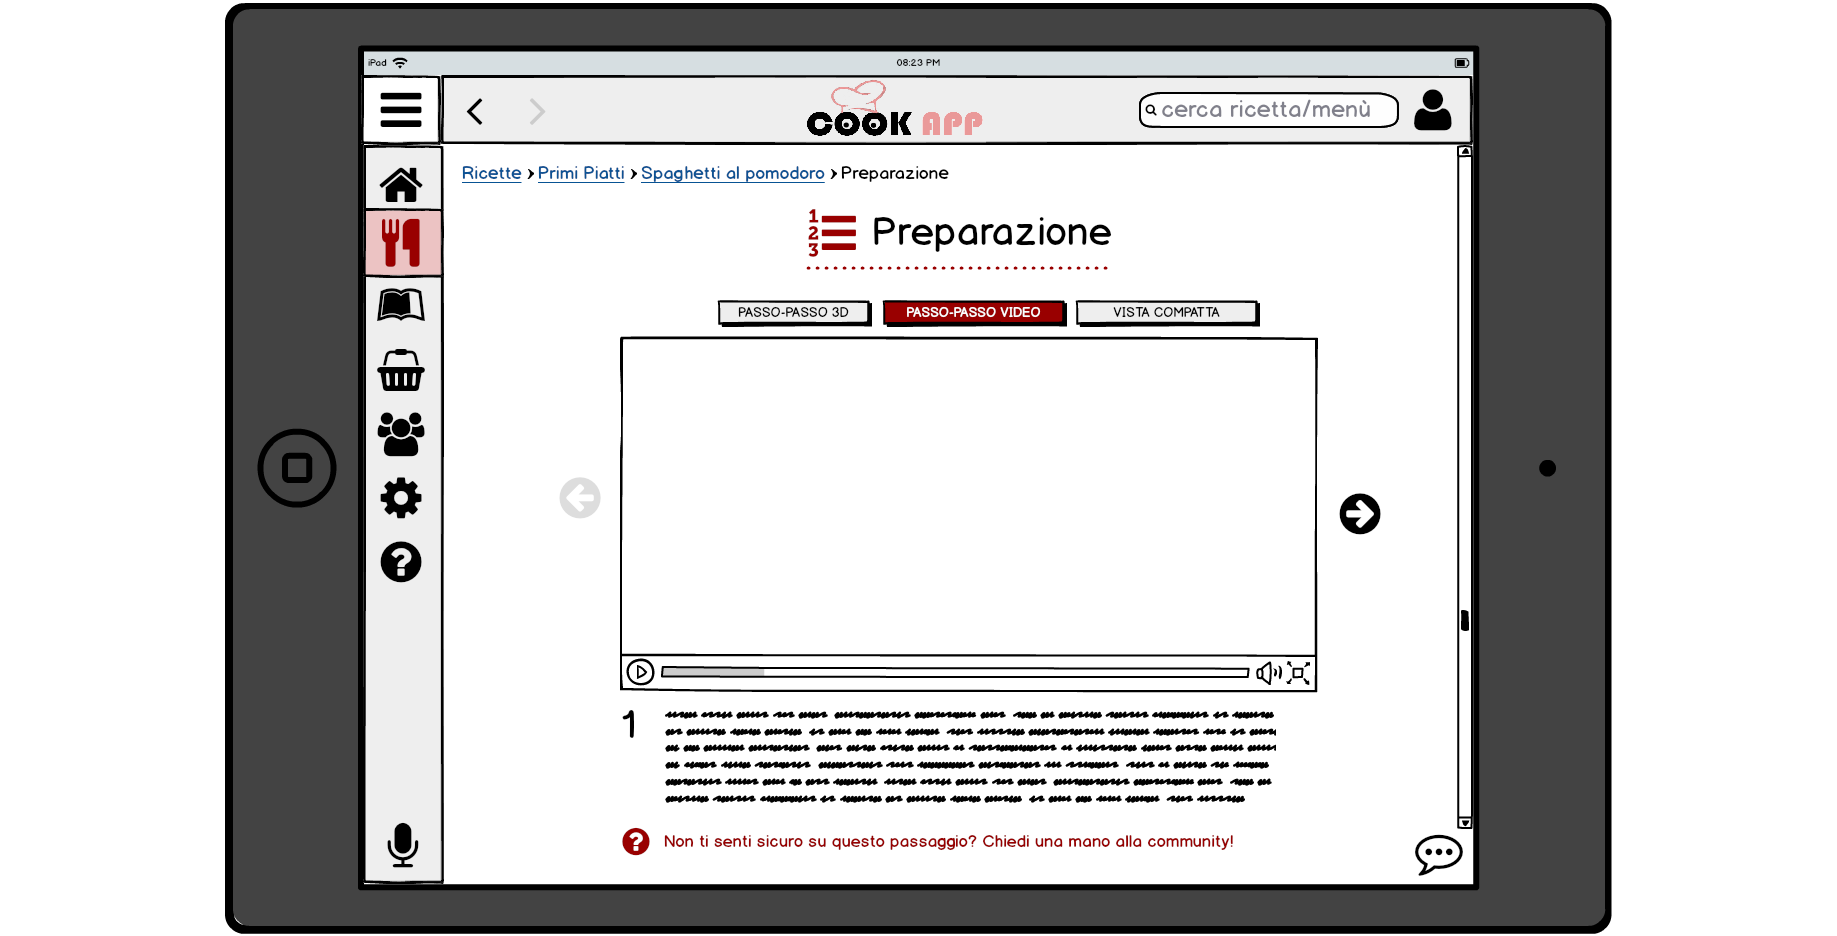 iPad 08:23 PM
COOK APP
cerca ricetta/menù
Ricette › Primi Piatti › Spaghetti al pomodoro › Preparazione
1
2
3
Preparazione
PASSO-PASSO 3D PASSO-PASSO VIDEO VISTA COMPATTA
1
? Non ti senti sicuro su questo passaggio? Chiedi una mano alla community!